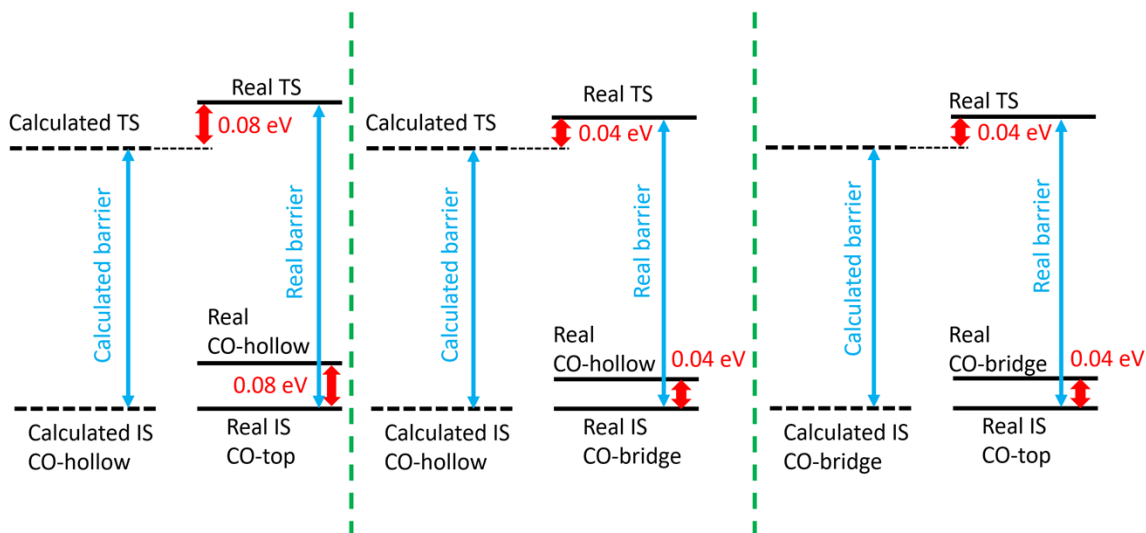 Real TS
0.08 eV
Calculated TS
Calculated barrier
Real barrier
Real
CO-hollow
0.08 eV
Calculated IS
CO-hollow
Real IS
CO-top
Real TS
0.04 eV
Calculated TS
Calculated barrier
Real barrier
Real
CO-hollow
0.04 eV
Calculated IS
CO-hollow
Real IS
CO-bridge
Real TS
0.04 eV
Calculated TS
Calculated barrier
Real barrier
Real
CO-bridge
0.04 eV
Calculated IS
CO-bridge
Real IS
CO-top